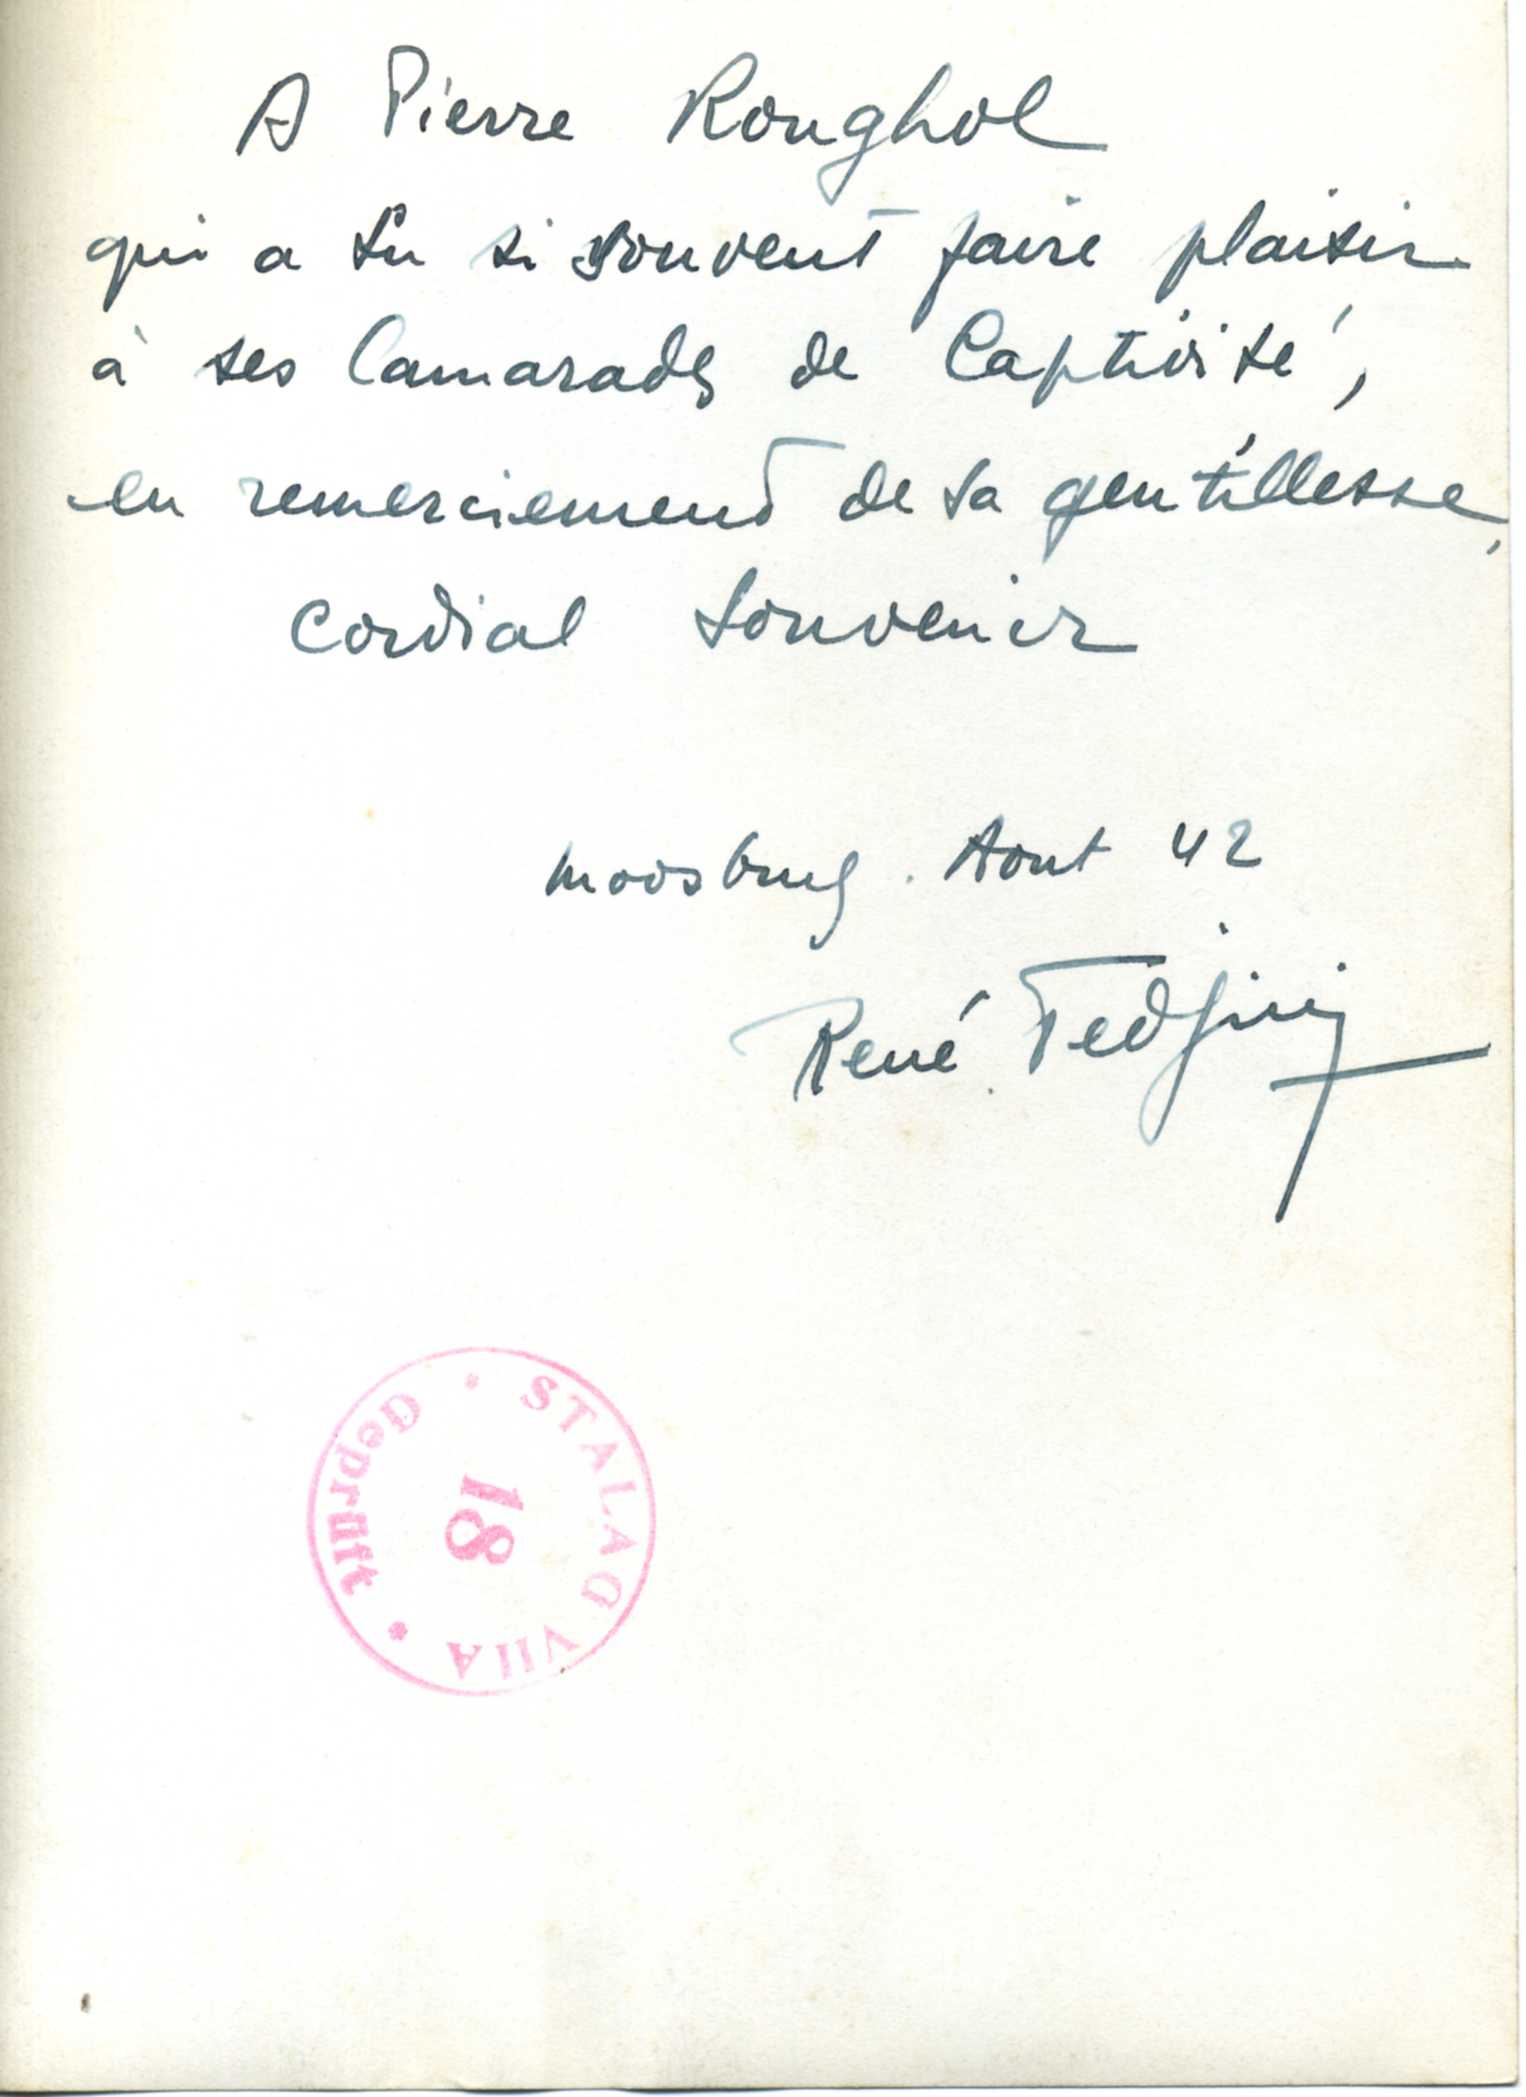 A Pierre Roughol
qui a su si souvent faire plaisir
à ses Camarades de Captivité,
en remerciement de sa gentillesse,
Cordial Souvenir
Moosburg. Aout 42
René
STALAG VIIA
18
Geprüft